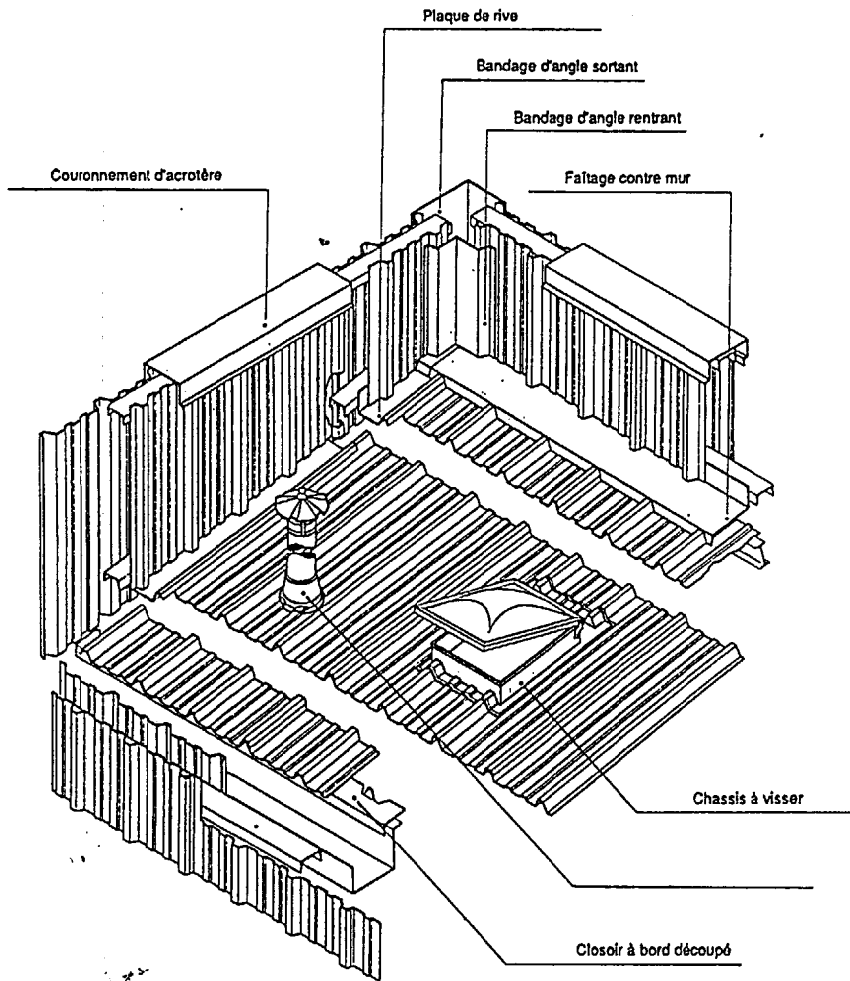 Plaque de rive
Bandage d'angle sortant
Bandage d'angle rentrant
Couronnement d'acrotère
Faîtage contre mur
Chassis à visser
Closoir à bord découpé